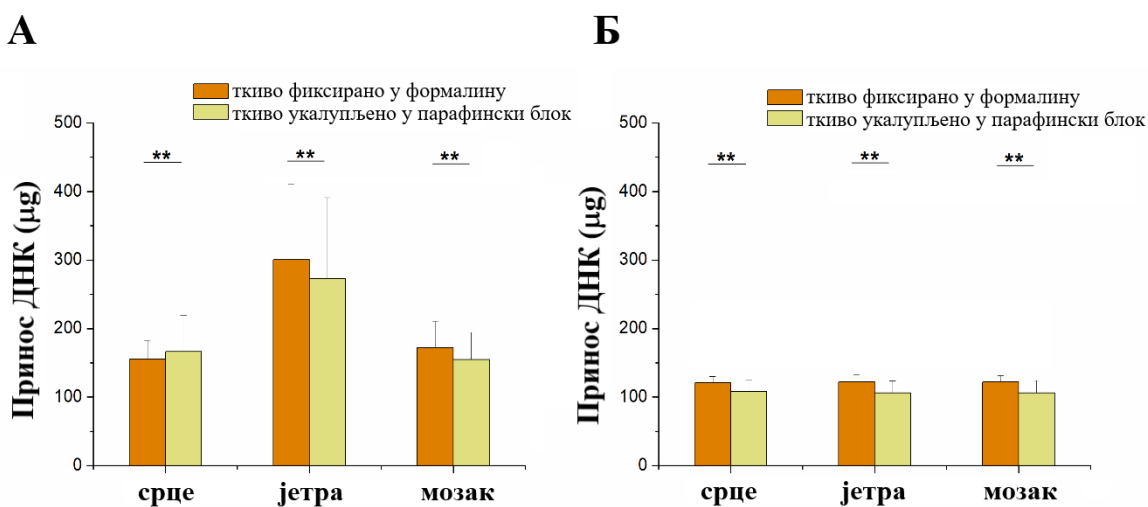 А
ткиво фиксирано у формалину
ткиво укалупљено у парафински блок
Принос ДНК (µg)
500
400
300
200
100
0
** ** **
срце јетра мозак
Б
ткиво фиксирано у формалину
ткиво укалупљено у парафински блок
Принос ДНК (µg)
500
400
300
200
100
0
** ** **
срце јетра мозак